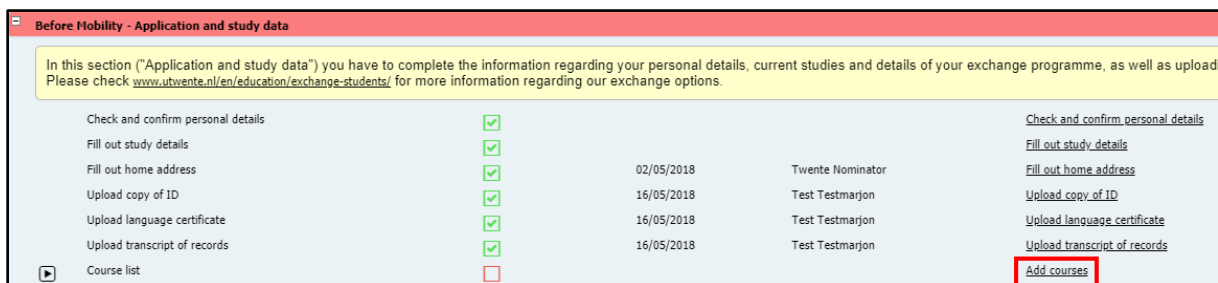 Before Mobility - Application and study data
In this section ("Application and study data") you have to complete the information regarding your personal details, current studies and details of your exchange programme, as well as uploadi
Please check www.utwente.nl/en/education/exchange-students/ for more information regarding our exchange options.
Check and confirm personal details Check and confirm personal details
Fill out study details Fill out study details
Fill out home address 02/05/2018 Twente Nominator Fill out home address
Upload copy of ID 16/05/2018 Test Testmarjon Upload copy of ID
Upload language certificate 16/05/2018 Test Testmarjon Upload language certificate
Upload transcript of records 16/05/2018 Test Testmarjon Upload transcript of records
Course list Add courses